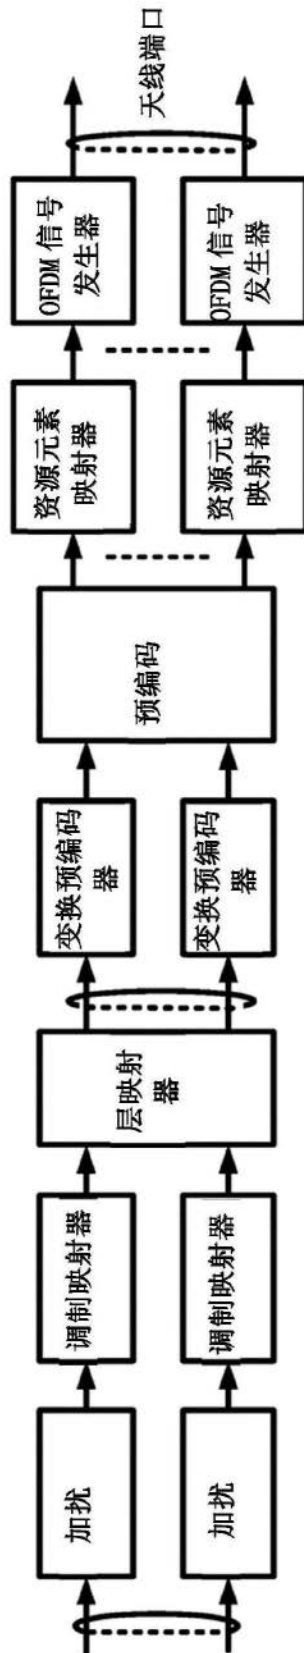 加扰
加扰
调制映射器
调制映射器
层映射
器
变换预编码
器
变换预编码
器
预编码
资源元素
映射器
资源元素
映射器
OFDM 信号
发生器
OFDM 信号
发生器
天线端口